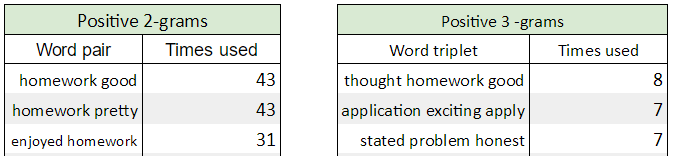 Positive 2-grams
Word pair Times used
homework good 43
homework pretty 43
enjoyed homework 31
Positive 3 -grams
Word triplet Times used
thought homework good 8
application exciting apply 7
stated problem honest 7